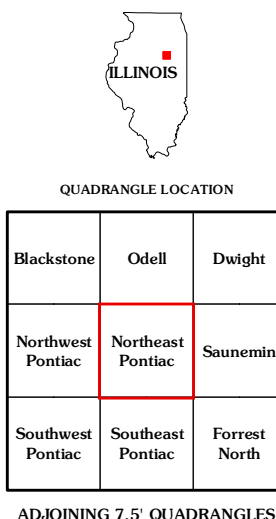 ILLINOIS
QUADRANGLE LOCATION
Blackstone
Odell
Dwight
Northwest
Pontiac
Northeast
Pontiac
Saunemin
Southwest
Pontiac
Southeast
Pontiac
Forrest
North
ADJOINING 7.5' QUADRANGLES